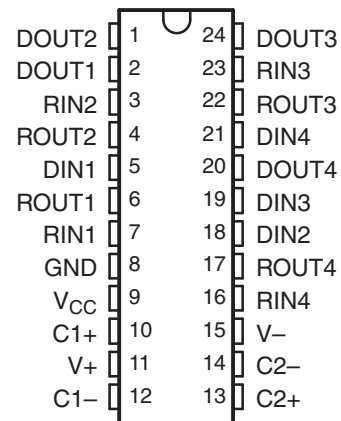 DOUT2 1 24 DOUT3
DOUT1 2 23 RIN3
RIN2 3 22 ROUT3
ROUT2 4 21 DIN4
DIN1 5 20 DOUT4
ROUT1 6 19 DIN3
RIN1 7 18 DIN2
GND 8 17 ROUT4
VCC 9 16 RIN4
C1+ 10 15 V–
V+ 11 14 C2–
C1– 12 13 C2+